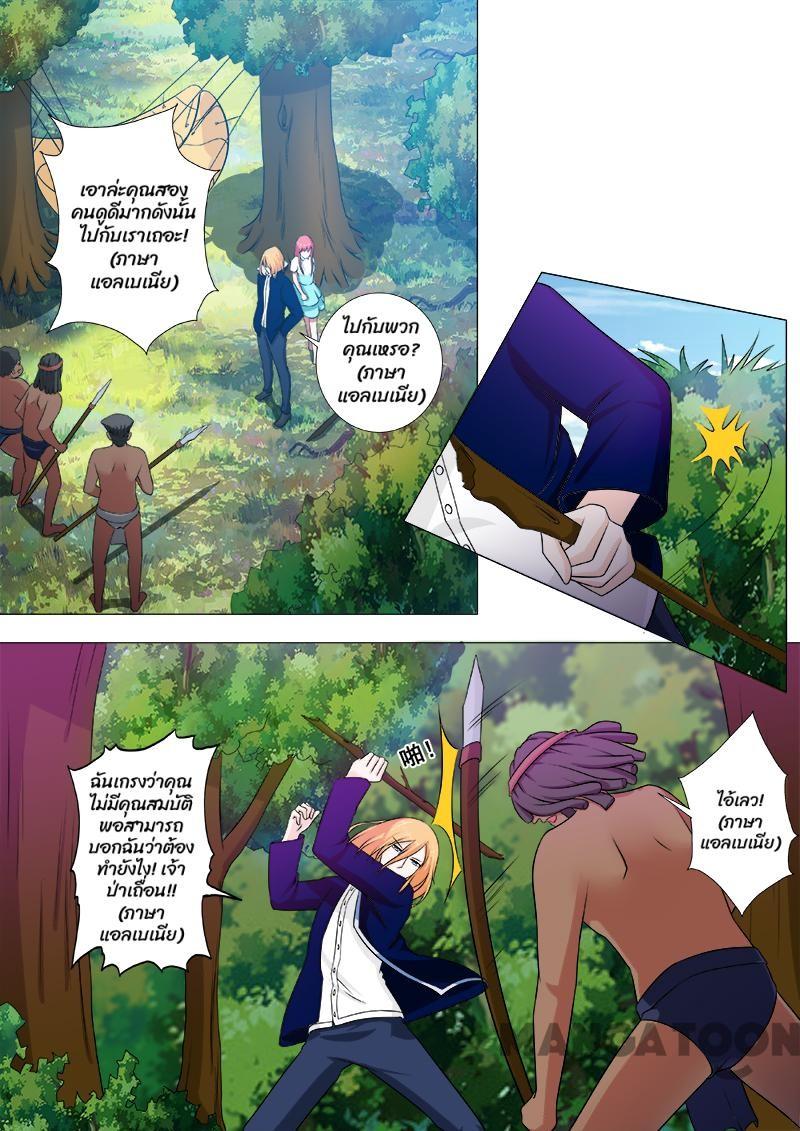 เอาล่ะคุณสอง
คนดูดีมากดังนั้น
ไปกับเราเถอะ!
(ภาษา
แอลเบเนีย)
ไปกับพวก
คุณเหรอ?
(ภาษา
แอลเบเนีย)
啪!
ฉันเกรงว่าคุณ
ไม่มีคุณสมบัติ
พอสามารถ
บอกฉันว่าต้อง
ทำยังไง! เจ้า
ป่าเถื่อน!!
(ภาษา
แอลเบเนีย)
ไอ้เลว!
(ภาษา
แอลเบเนีย)
MANGATOON